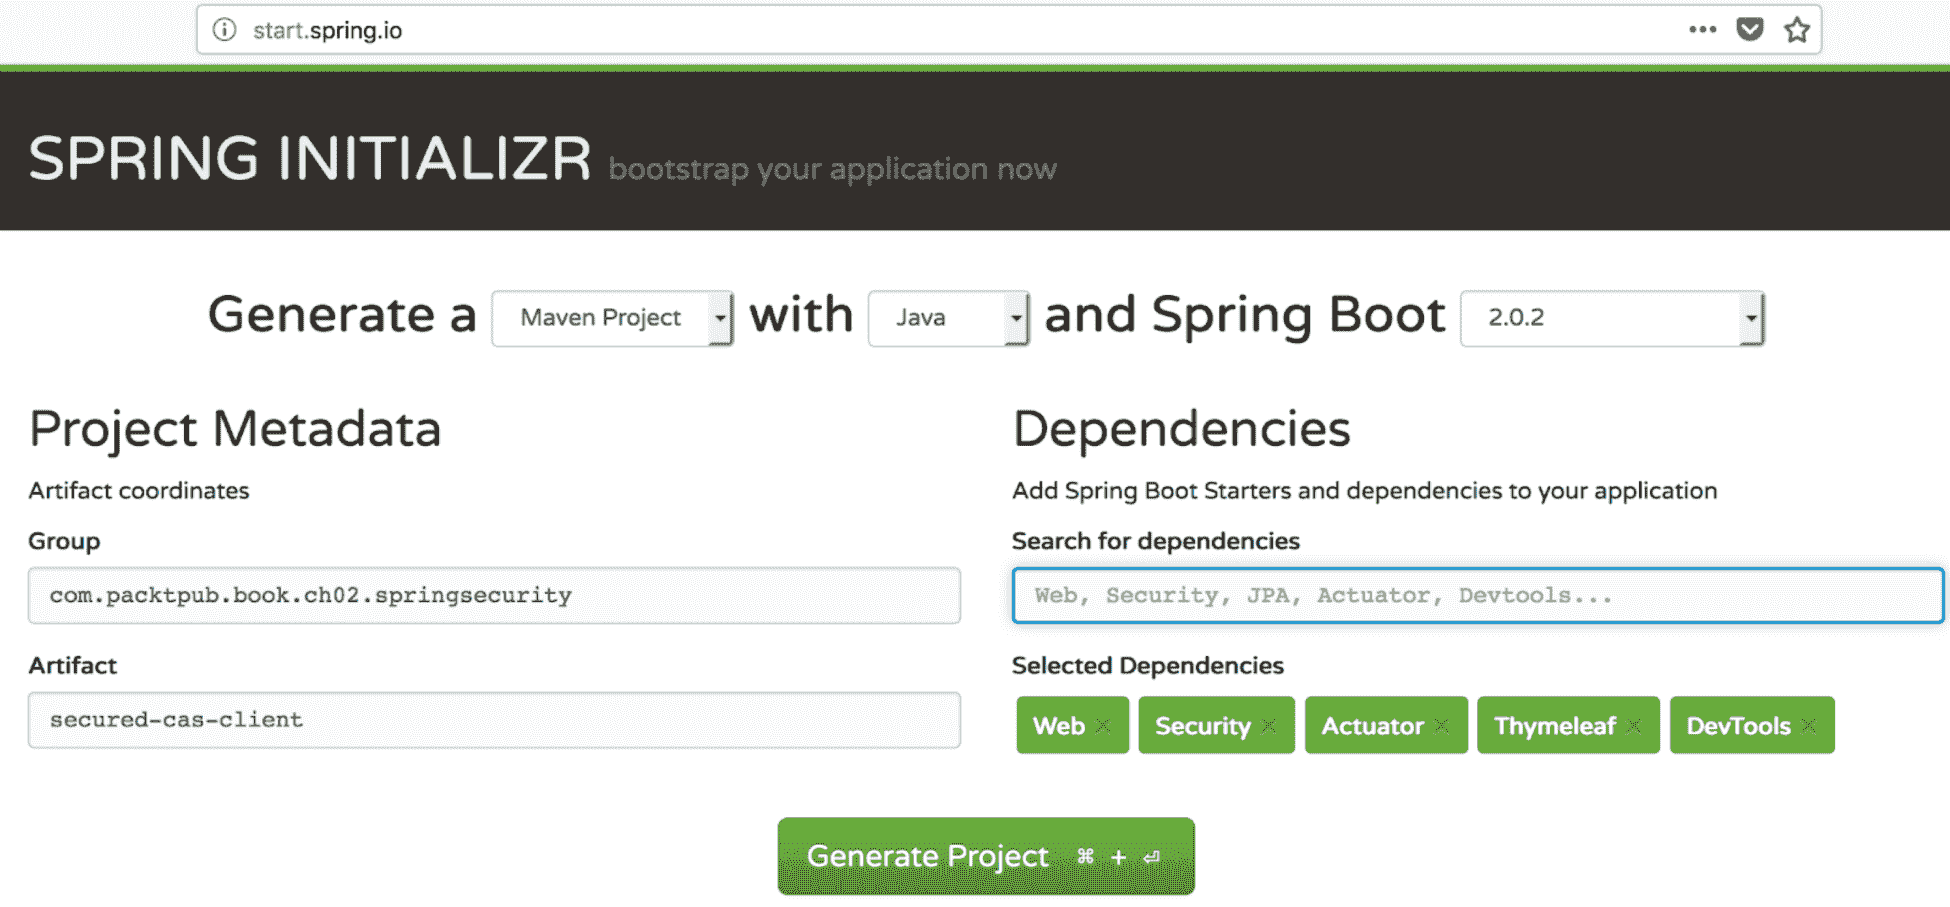 start.spring.io
SPRING INITIALIZR bootstrap your application now
Generate a Maven Project with Java and Spring Boot 2.0.2
Project Metadata
Artifact coordinates
Group
com.packtpub.book.ch02.springsecurity
Artifact
secured-cas-client
Dependencies
Add Spring Boot Starters and dependencies to your application
Search for dependencies
Web, Security, JPA, Actuator, Devtools...
Selected Dependencies
Web × Security × Actuator × Thymeleaf × DevTools ×
Generate Project ⌘ + ⏎